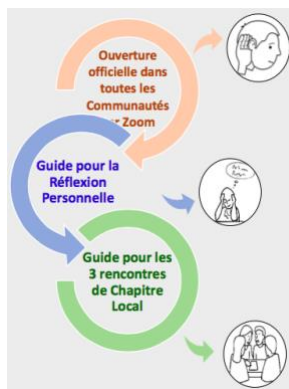 Ouverture
officielle dans
toutes les
Communautés
Zoom
Guide pour la
Réflexion
Personnelle
Guide pour les
3 rencontres
de Chapitre
Local